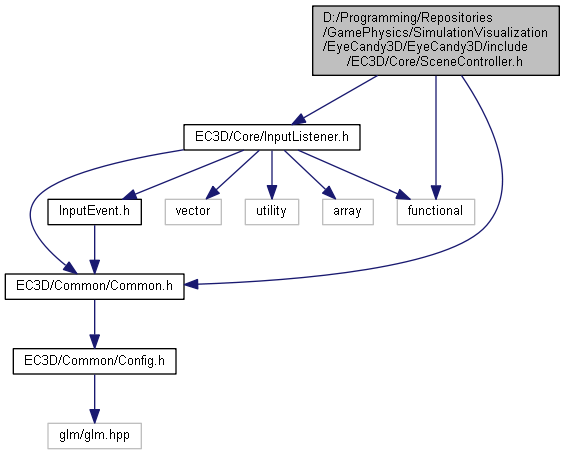 D:/Programming/Repositories
/GamePhysics/SimulationVisualization
/EyeCandy3D/EyeCandy3D/include
/EC3D/Core/SceneController.h
EC3D/Core/InputListener.h
InputEvent.h
vector
utility
array
functional
EC3D/Common/Common.h
EC3D/Common/Config.h
glm/glm.hpp